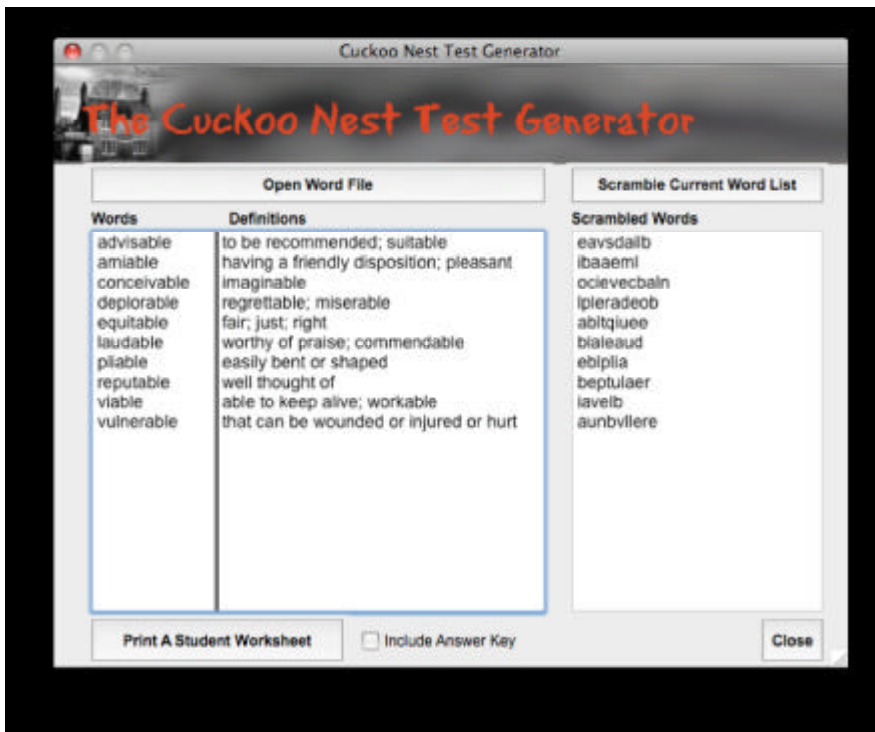 Cuckoo Nest Test Generator
The Cuckoo Nest Test Generator
Open Word File Scramble Current Word List
Words Definitions Scrambled Words
advisable to be recommended; suitable eavsdailb
amiable having a friendly disposition; pleasant ibaaeml
conceivable imaginable ocievecbaln
deplorable regrettable; miserable lpleradeob
equitable fair; just; right abltqiuee
laudable worthy of praise; commendable blaleaud
pliable easily bent or shaped ebiplla
reputable well thought of beptulaer
viable able to keep alive; workable iavelb
vulnerable that can be wounded or injured or hurt aunbvllere
Print A Student Worksheet Include Answer Key Close